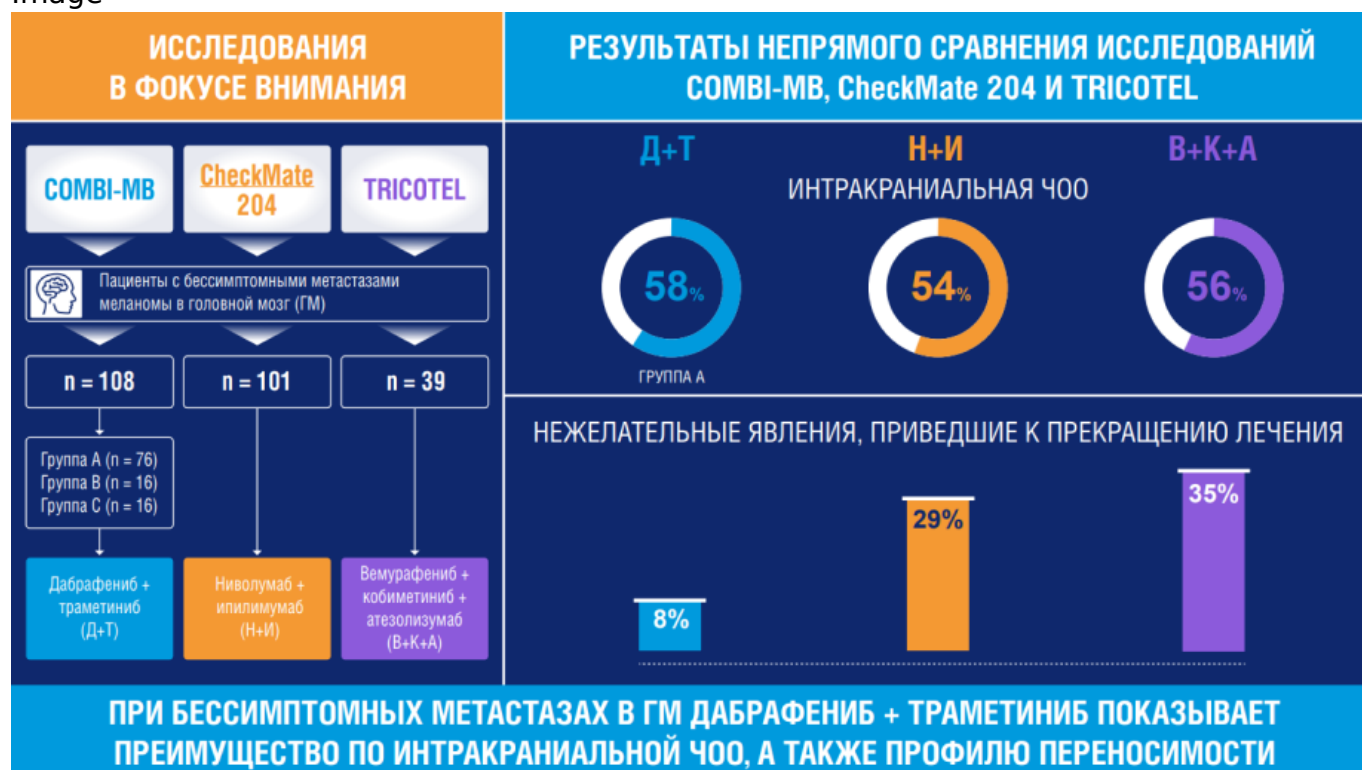 Image
ИССЛЕДОВАНИЯ
В ФОКУСЕ ВНИМАНИЯ
COMBI-MB
CheckMate
204
TRICOTEL
Пациенты с бессимптомными метастазами
меланомы в головной мозг (ГМ)
n = 108
n = 101
n = 39
Группа A (n = 76)
Группа B (n = 16)
Группа C (n = 16)
Дабрафениб +
траметиниб
(Д+Т)
Ниволумаб +
ипилимумаб
(Н+И)
Вемурафениб +
кобиметиниб +
атезолизумаб
(В+К+А)
РЕЗУЛЬТАТЫ НЕПРЯМОГО СРАВНЕНИЯ ИССЛЕДОВАНИЙ
COMBI-MB, CheckMate 204 И TRICOTEL
Д+Т
Н+И
В+К+А
ИНТРАКРАНИАЛЬНАЯ ЧОО
58%
54%
56%
ГРУППА А
НЕЖЕЛАТЕЛЬНЫЕ ЯВЛЕНИЯ, ПРИВЕДШИЕ К ПРЕКРАЩЕНИЮ ЛЕЧЕНИЯ
8%
29%
35%
ПРИ БЕССИМПТОМНЫХ МЕТАСТАЗАХ В ГМ ДАБРАФЕНИБ + ТРАМЕТИНИБ ПОКАЗЫВАЕТ
ПРЕИМУЩЕСТВО ПО ИНТРАКРАНИАЛЬНОЙ ЧОО, А ТАКЖЕ ПРОФИЛЮ ПЕРЕНОСИМОСТИ